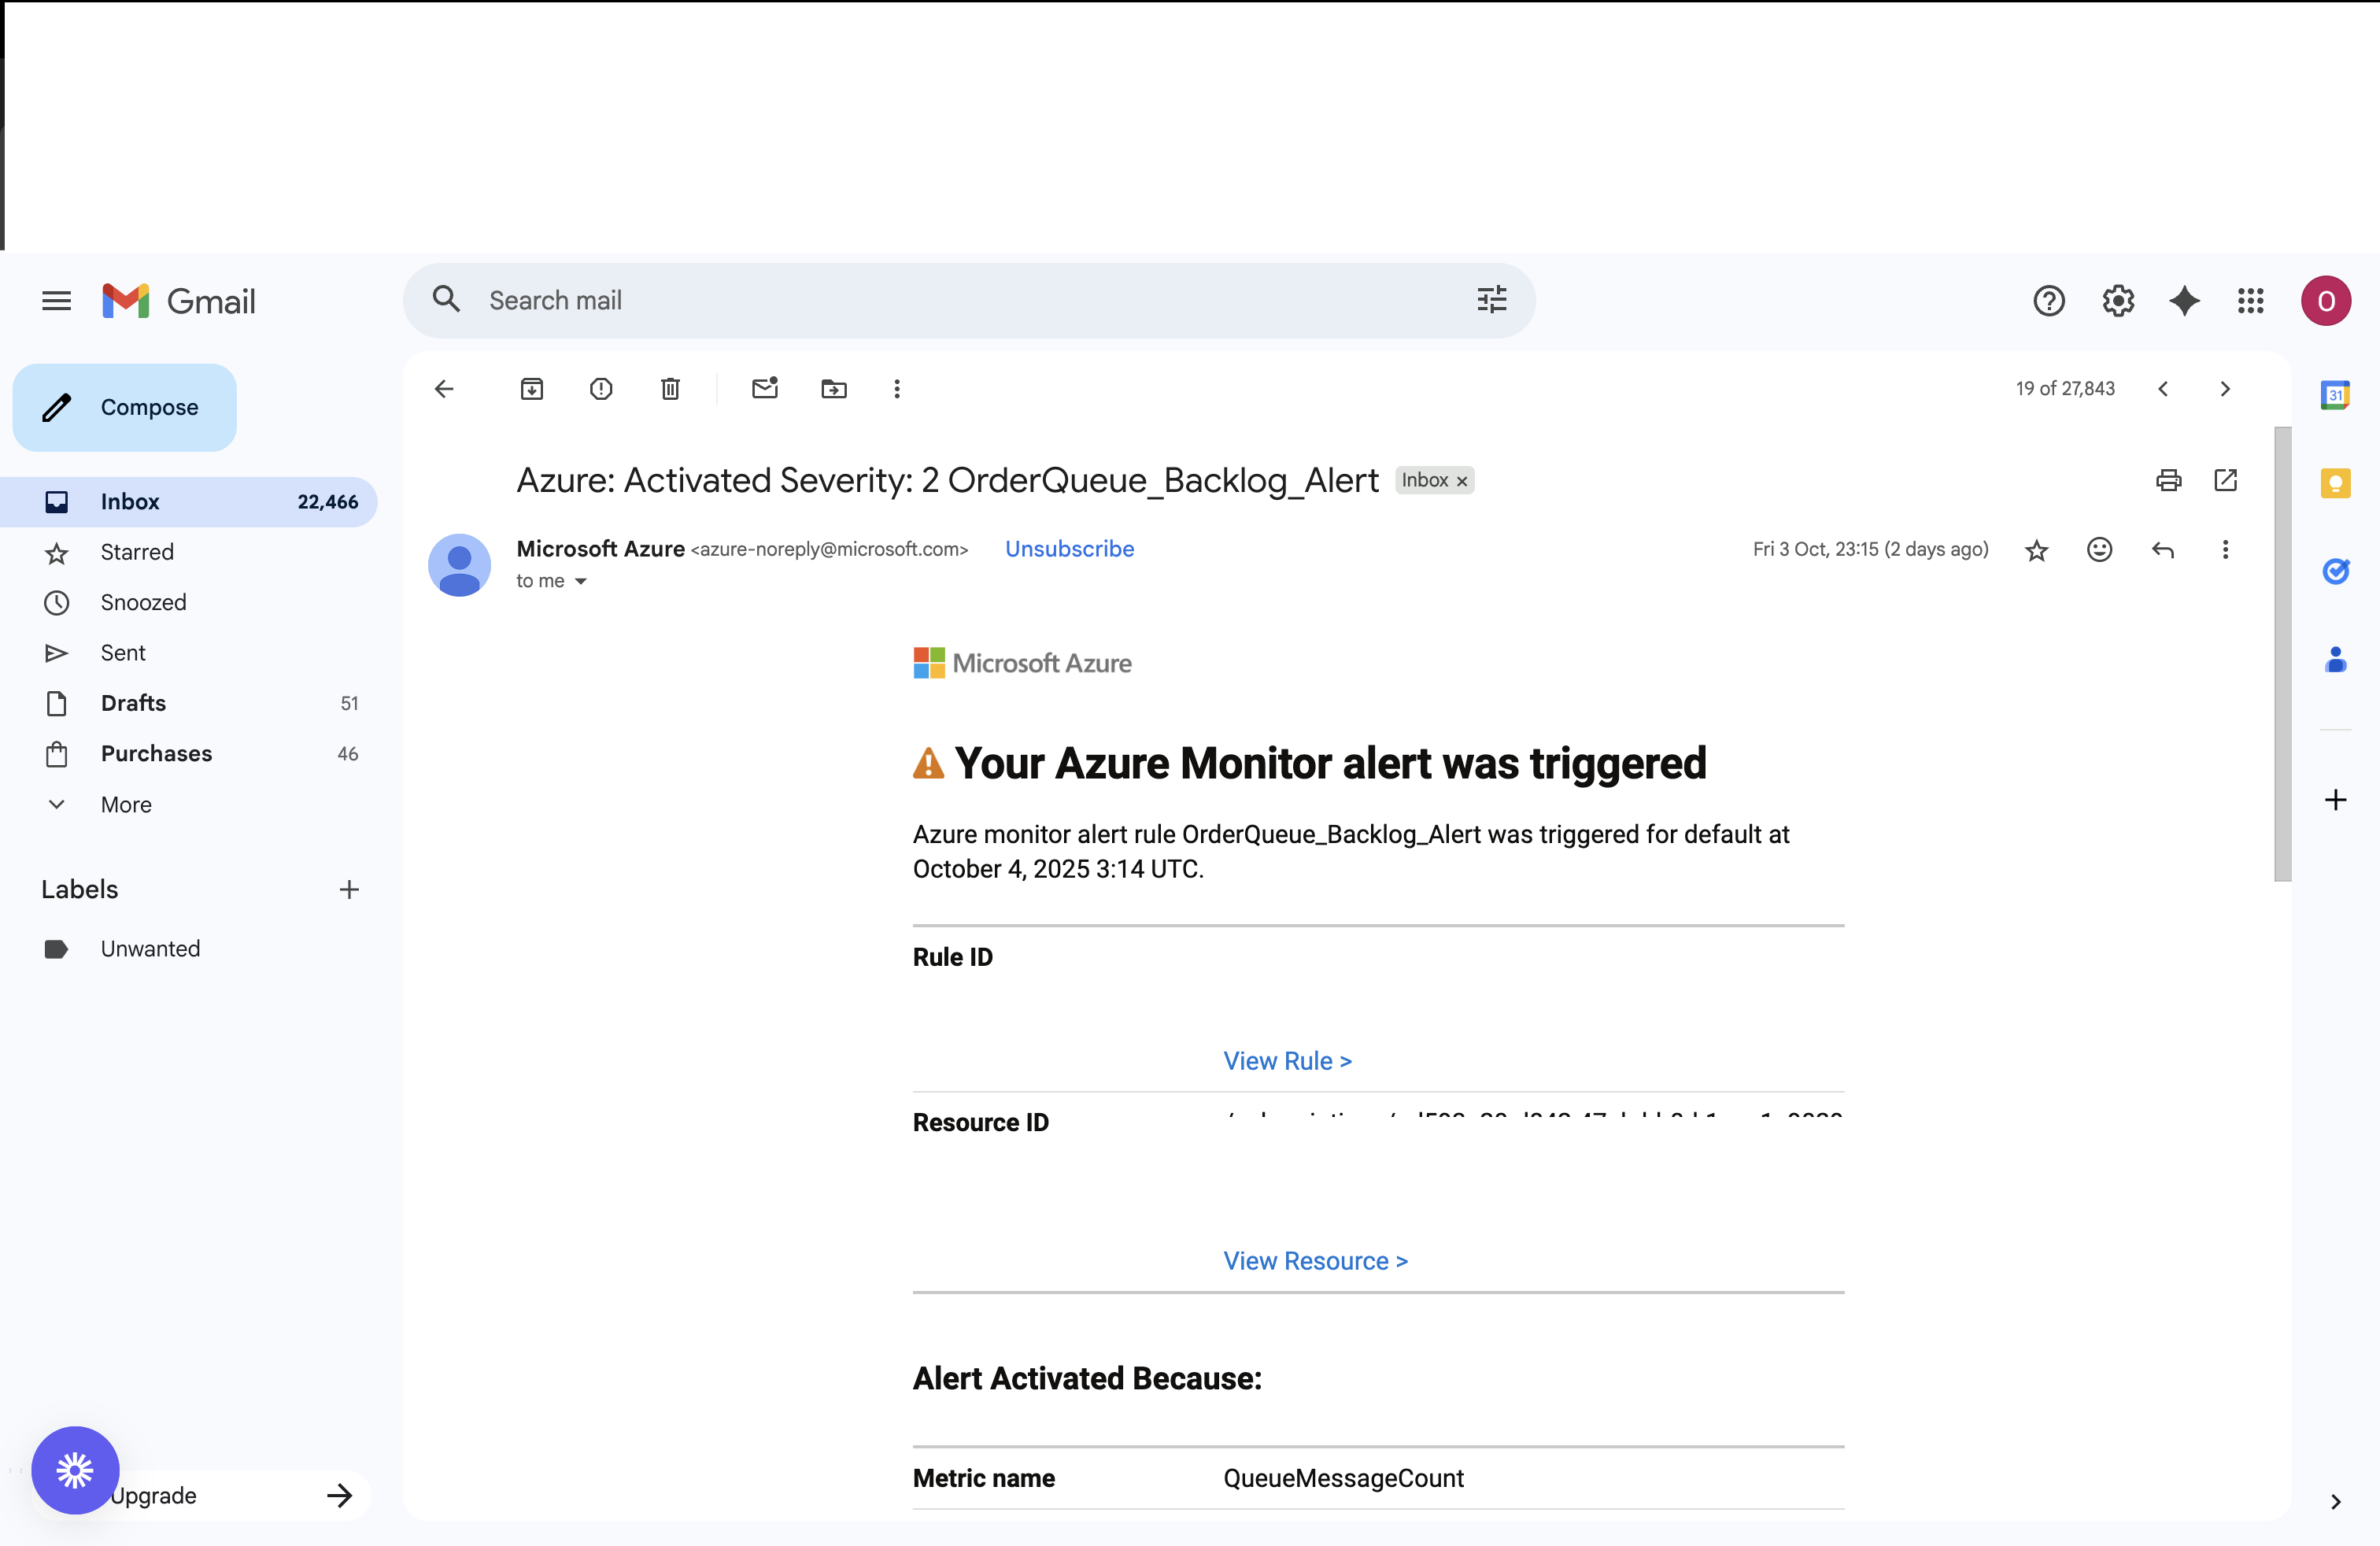 Gmail
Search mail
O
Compose
19 of 27,843
31
Azure: Activated Severity: 2 OrderQueue_Backlog_Alert Inbox ×
Inbox 22,466
Microsoft Azure <azure-noreply@microsoft.com> Unsubscribe Fri 3 Oct, 23:15 (2 days ago)
to me
Starred
Snoozed
Sent
Drafts 51
Purchases 46
More
Labels +
Unwanted
Microsoft Azure
Your Azure Monitor alert was triggered
Azure monitor alert rule OrderQueue_Backlog_Alert was triggered for default at
October 4, 2025 3:14 UTC.
Rule ID
View Rule >
Resource ID
View Resource >
Alert Activated Because:
Metric name QueueMessageCount
Upgrade